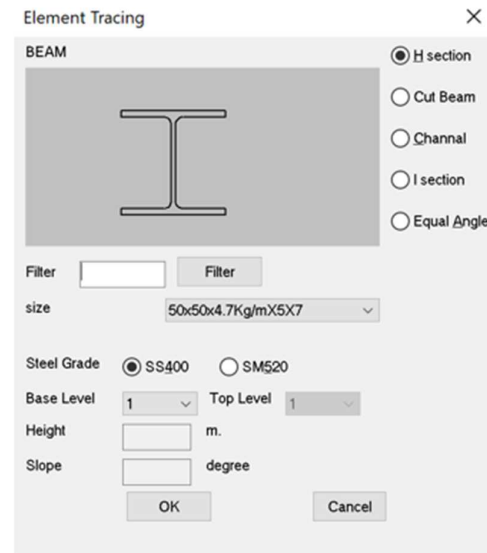 Element Tracing
BEAM
H section
Cut Beam
Channal
I section
Equal Angle
Filter Filter
size 50x50x4.7Kg/mX5X7
Steel Grade SS400 SM520
Base Level 1 Top Level 1
Height m.
Slope degree
OK Cancel